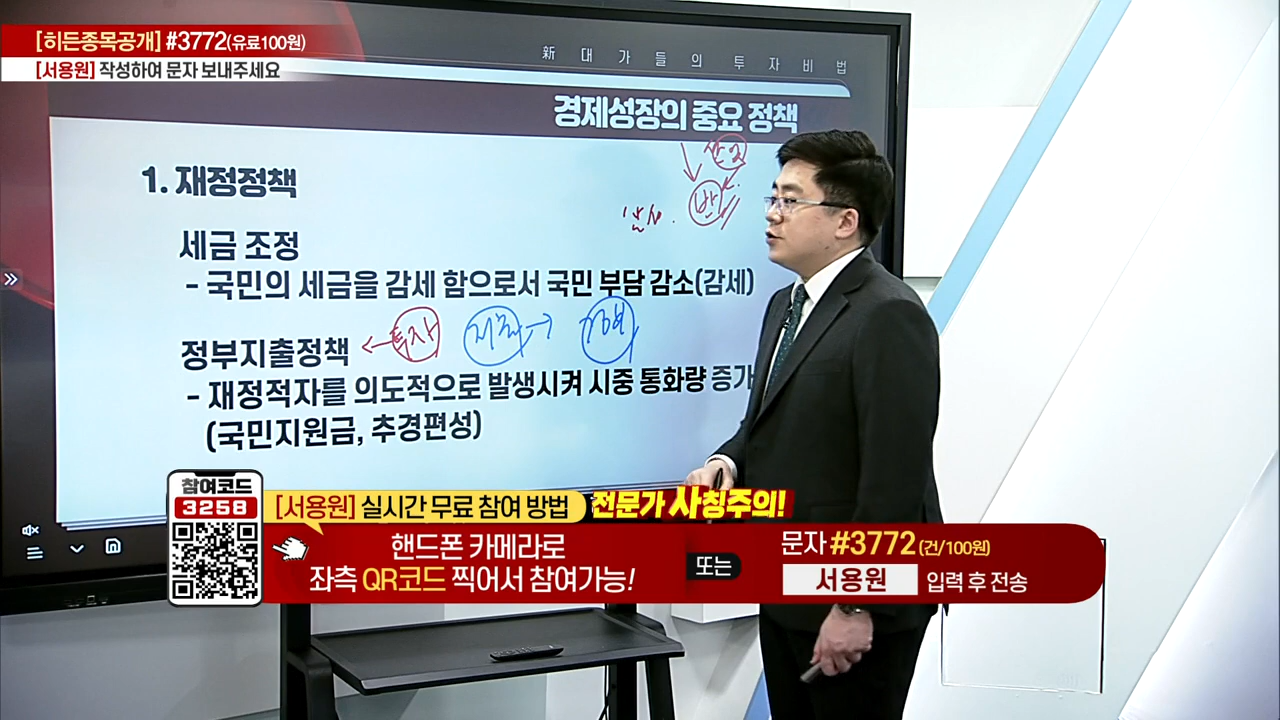 [히든종목공개] #3772(유료100원)
[서용원] 작성하여 문자 보내주세요
新대가들의 투자비법
경제성장의 중요 정책
1. 재정정책
세금 조정
- 국민의 세금을 감세 함으로서 국민 부담 감소(감세)
투자
정부지출정책
- 재정적자를 의도적으로 발생시켜 시중 통화량 증가
(국민지원금, 추경편성)
참여코드
3258
[서용원] 실시간 무료 참여 방법
전문가 사칭주의!
핸드폰 카메라로
좌측 QR코드 찍어서 참여가능!
또는
문자 #3772 (건/100원)
서용원 입력 후 전송